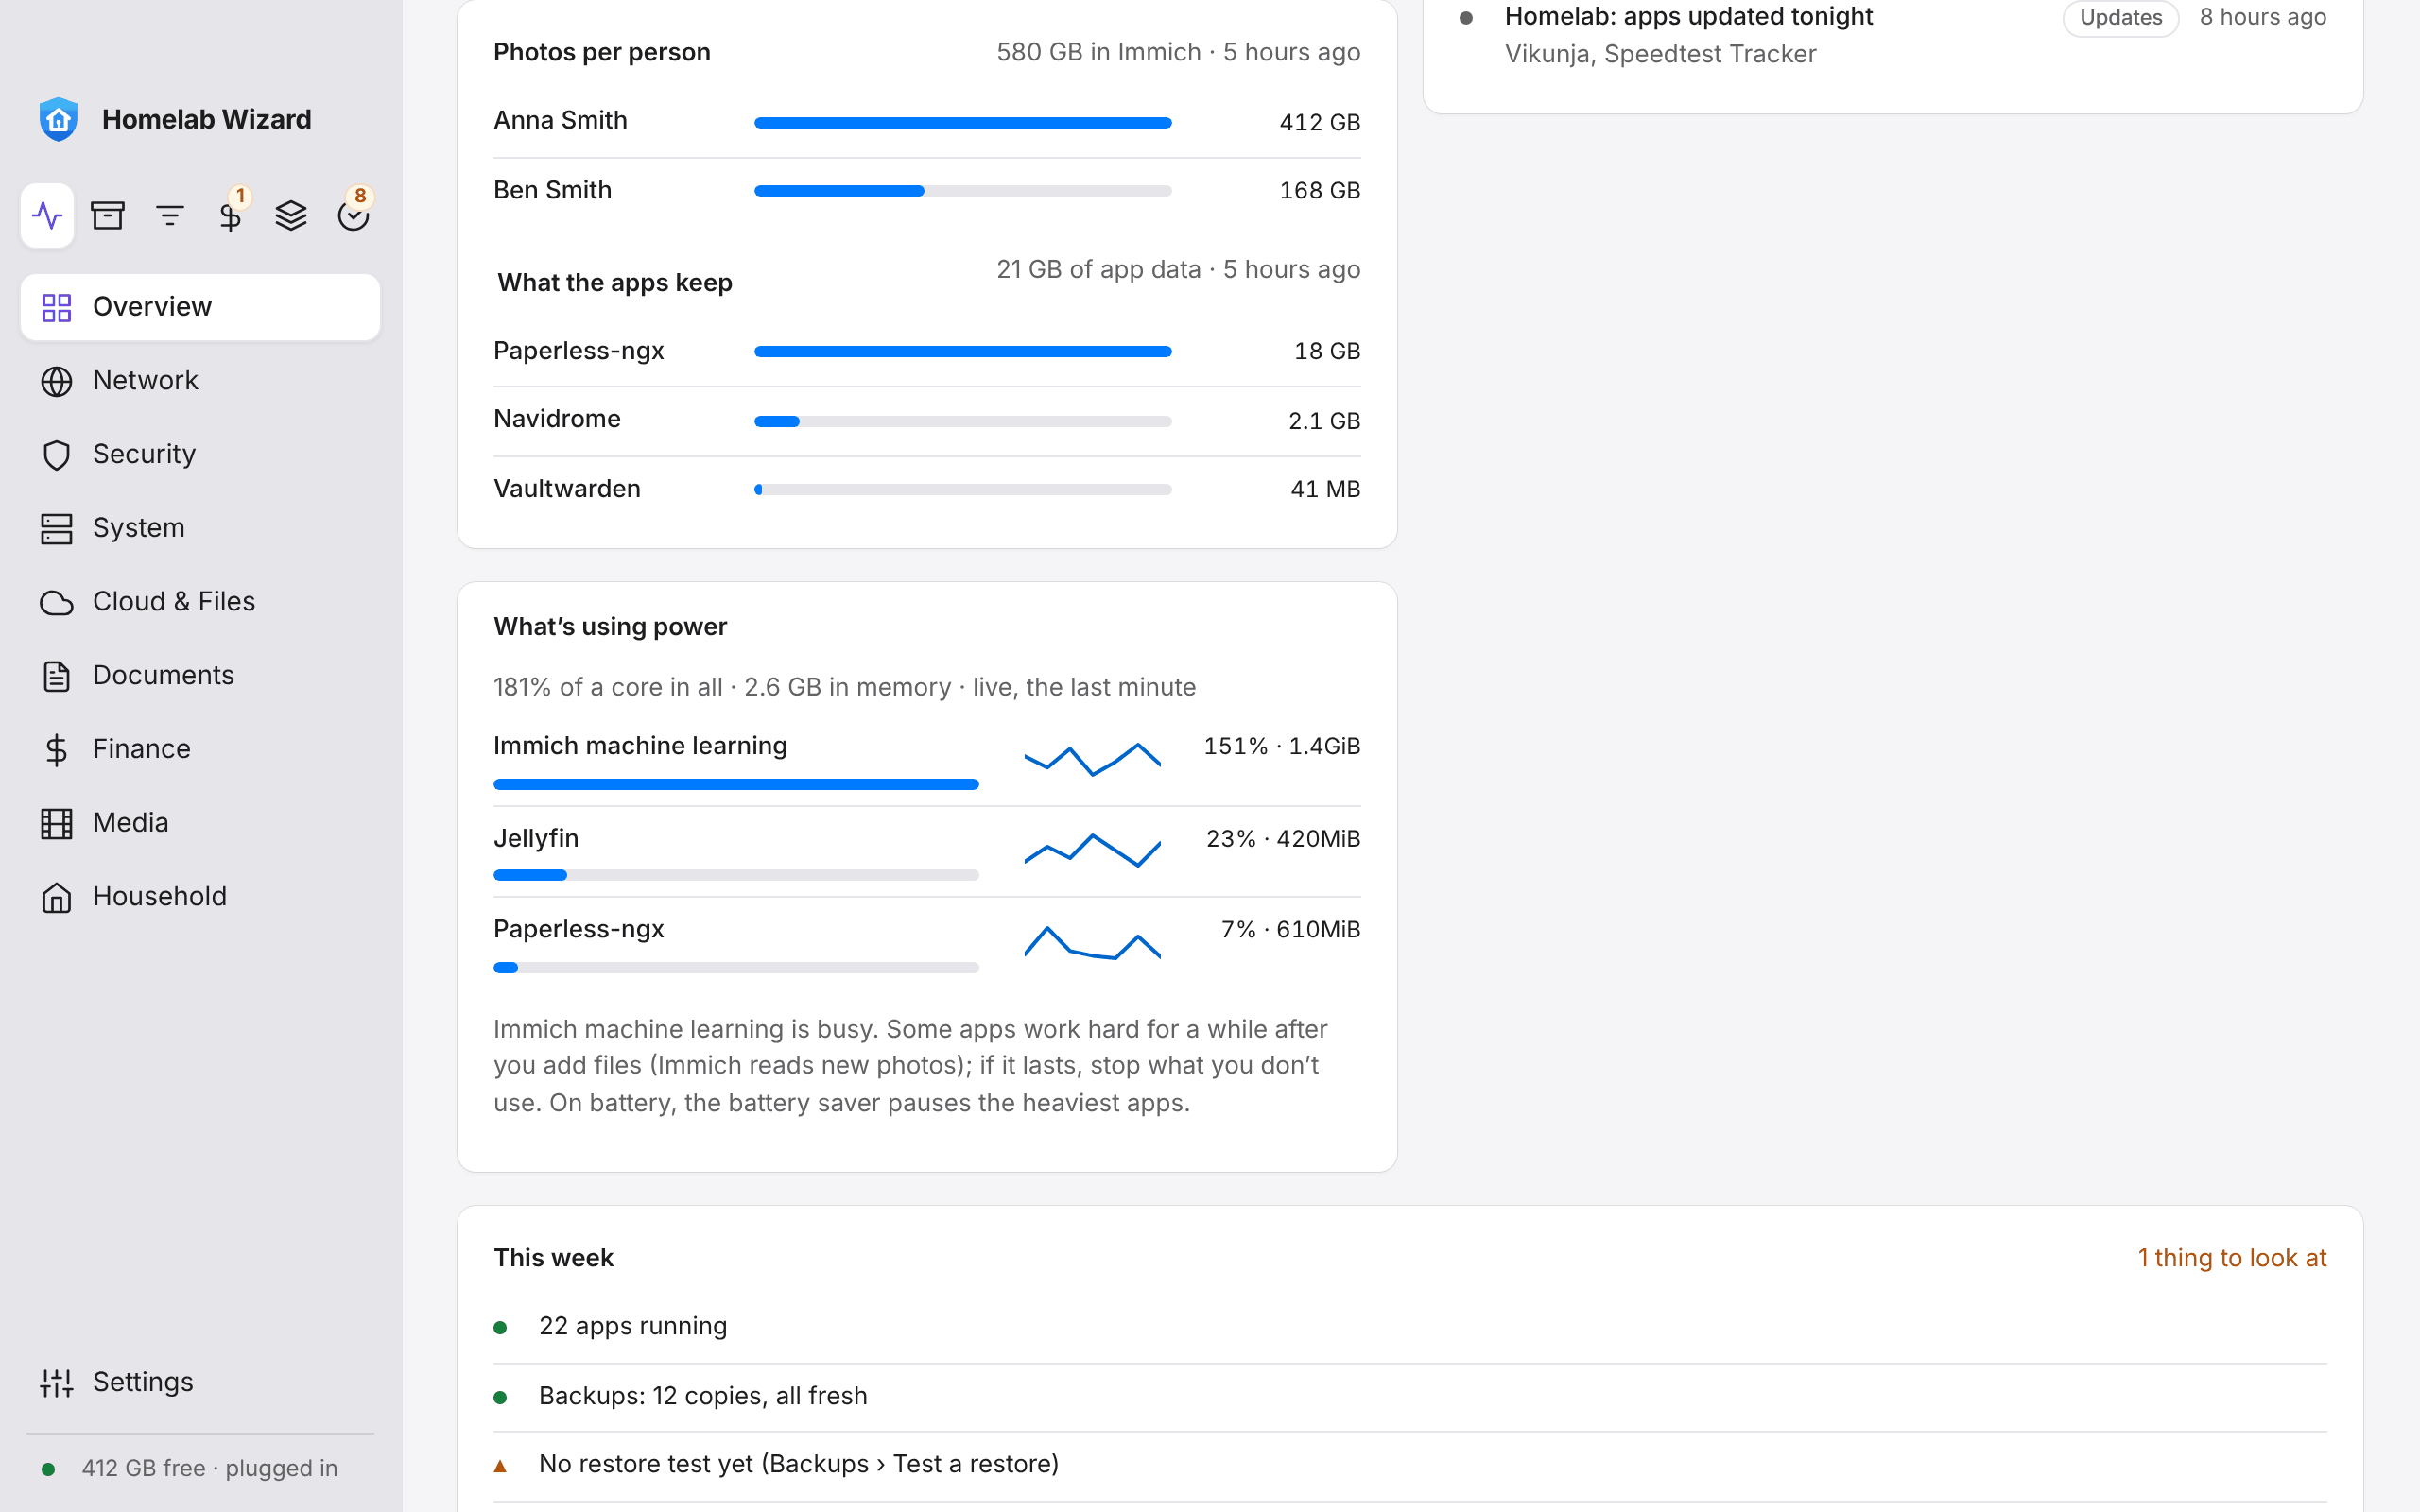 Homelab Wizard
1
8
Overview
Network
Security
System
Cloud & Files
Documents
Finance
Media
Household
Settings
412 GB free · plugged in
Photos per person
580 GB in Immich · 5 hours ago
Anna Smith
412 GB
Ben Smith
168 GB
What the apps keep
21 GB of app data · 5 hours ago
Paperless-ngx
18 GB
Navidrome
2.1 GB
Vaultwarden
41 MB
What’s using power
181% of a core in all · 2.6 GB in memory · live, the last minute
Immich machine learning
151% · 1.4GiB
Jellyfin
23% · 420MiB
Paperless-ngx
7% · 610MiB
Immich machine learning is busy. Some apps work hard for a while after
you add files (Immich reads new photos); if it lasts, stop what you don’t
use. On battery, the battery saver pauses the heaviest apps.
Homelab: apps updated tonight
Updates
8 hours ago
Vikunja, Speedtest Tracker
This week
1 thing to look at
22 apps running
Backups: 12 copies, all fresh
No restore test yet (Backups › Test a restore)